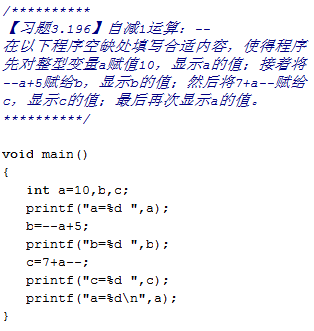 /**********
【习题3.196】自减1运算：--
在以下程序空缺处填写合适内容，使得程序
先对整型变量a赋值10，显示a的值；接着将
--a+5赋给b，显示b的值；然后将7+a--赋给
c，显示c的值；最后再次显示a的值。
**********/
void main()
{
int a=10,b,c;
printf("a=%d ",a);
b=--a+5;
printf("b=%d ",b);
c=7+a--;
printf("c=%d ",c);
printf("a=%d\n",a);
}